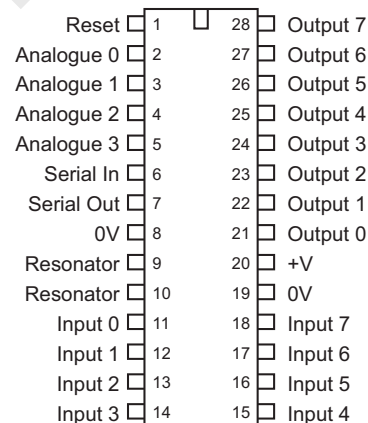 Reset 1 28 Output 7
Analogue 0 2 27 Output 6
Analogue 1 3 26 Output 5
Analogue 2 4 25 Output 4
Analogue 3 5 24 Output 3
Serial In 6 23 Output 2
Serial Out 7 22 Output 1
0V 8 21 Output 0
Resonator 9 20 +V
Resonator 10 19 0V
Input 0 11 18 Input 7
Input 1 12 17 Input 6
Input 2 13 16 Input 5
Input 3 14 15 Input 4